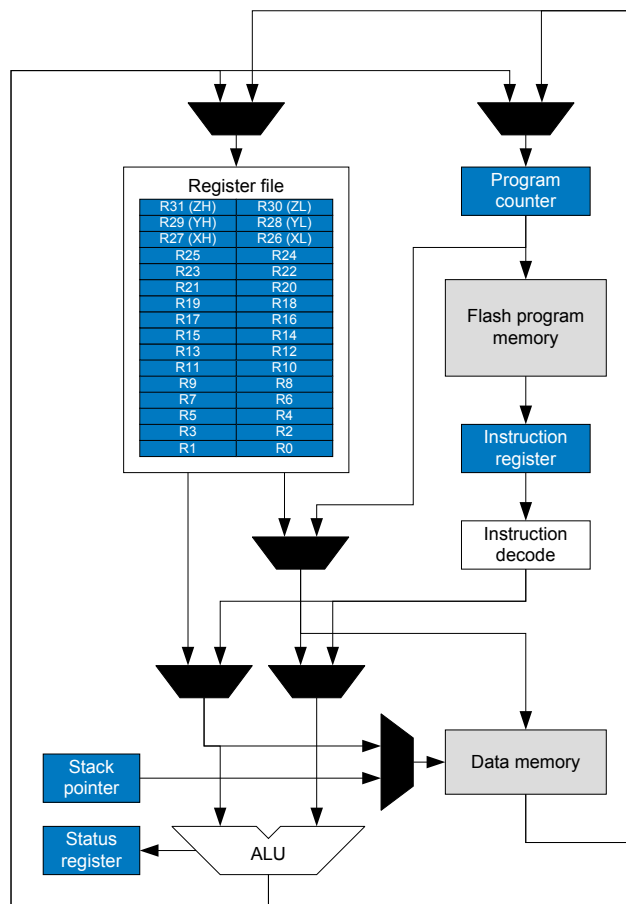 Register file
R31 (ZH) R30 (ZL)
R29 (YH) R28 (YL)
R27 (XH) R26 (XL)
R25 R24
R23 R22
R21 R20
R19 R18
R17 R16
R15 R14
R13 R12
R11 R10
R9 R8
R7 R6
R5 R4
R3 R2
R1 R0
Program
counter
Flash program
memory
Instruction
register
Instruction
decode
Stack
pointer
Data memory
Status
register
ALU